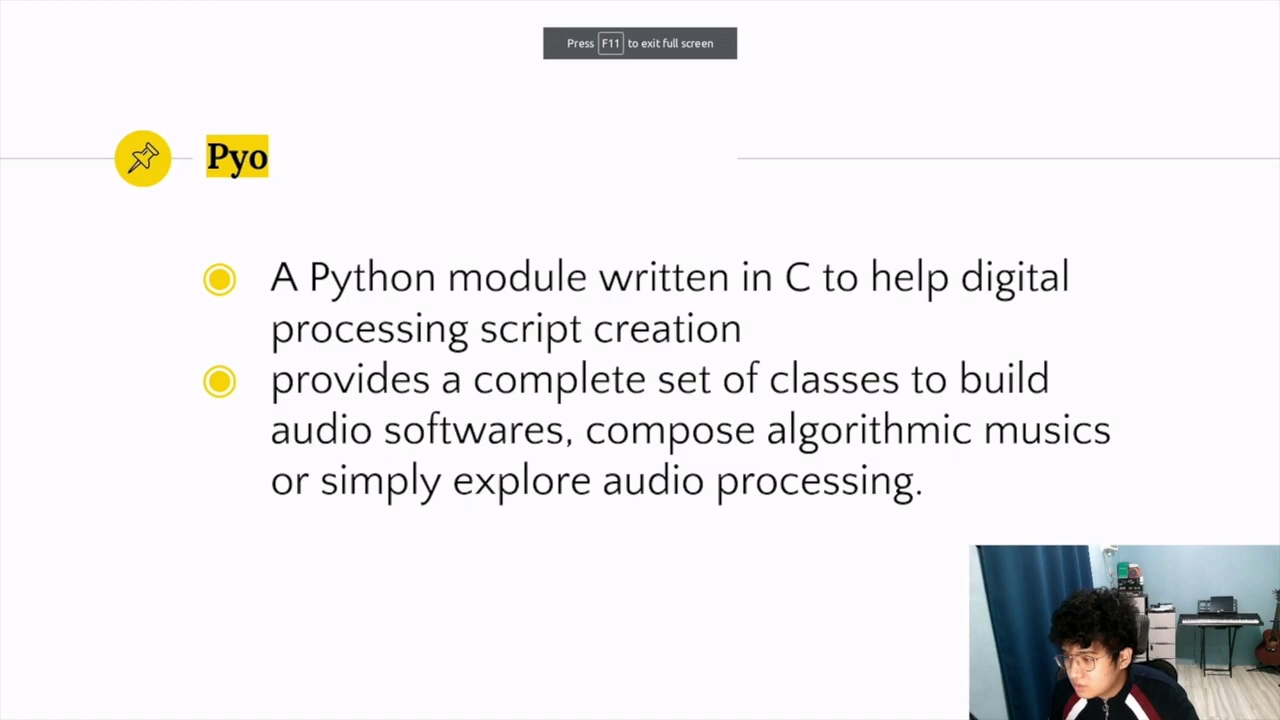 Press F11 to exit full screen
Pyo
A Python module written in C to help digital
processing script creation
provides a complete set of classes to build
audio softwares, compose algorithmic musics
or simply explore audio processing.